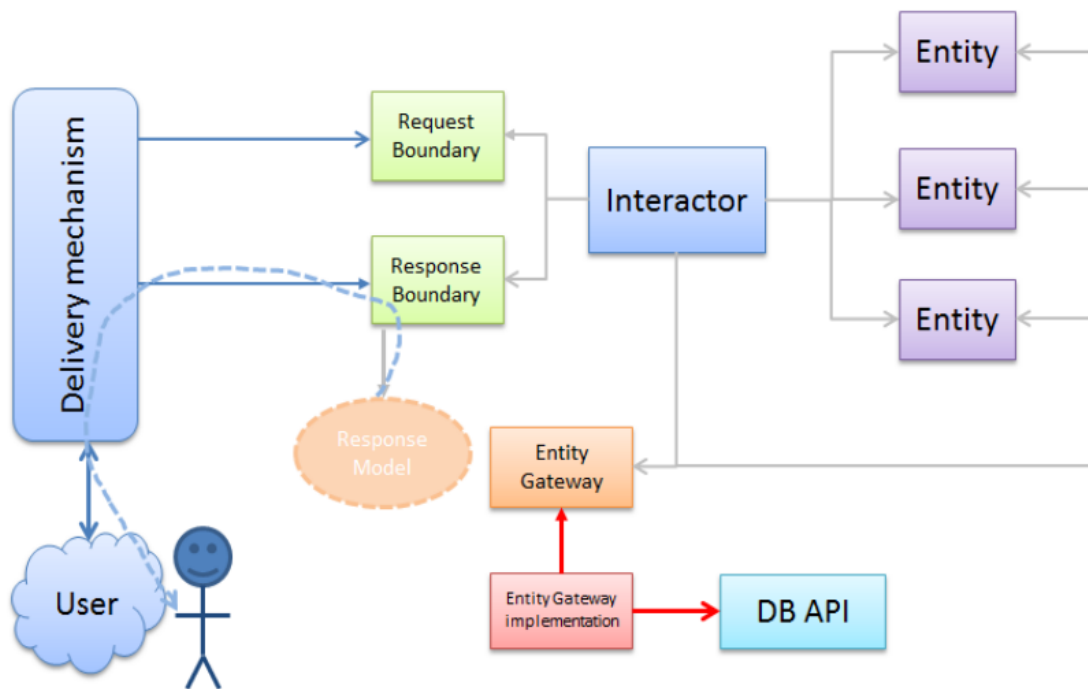 Delivery mechanism
Request
Boundary
Response
Boundary
Response
Model
Interactor
Entity
Entity
Entity
Entity
Gateway
Entity Gateway
implementation
DB API
User